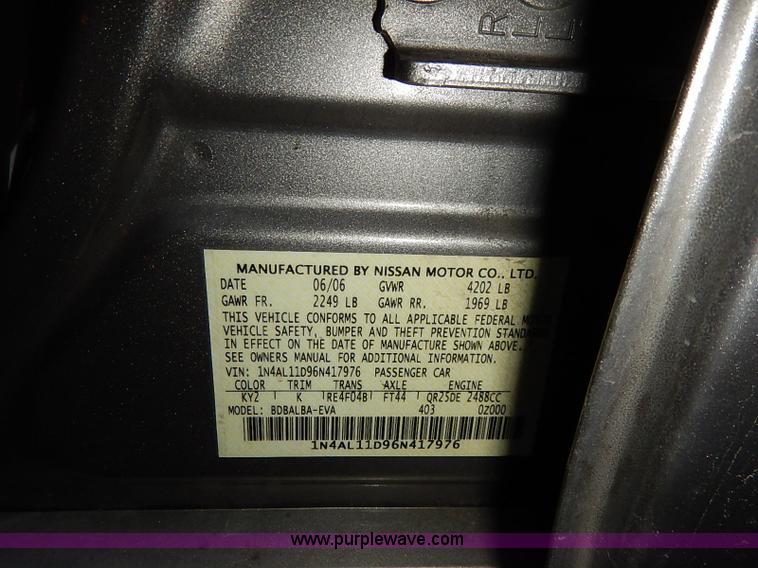 R
MANUFACTURED BY NISSAN MOTOR CO., LTD.
DATE 06/06 GVWR 4202 LB
GAWR FR. 2249 LB GAWR RR. 1969 LB
THIS VEHICLE CONFORMS TO ALL APPLICABLE FEDERAL
VEHICLE SAFETY, BUMPER AND THEFT PREVENTION
IN EFFECT ON THE DATE OF MANUFACTURE SHOWN ABOVE.
SEE OWNERS MANUAL FOR ADDITIONAL INFORMATION.
VIN: 1N4AL11D96N417976 PASSENGER CAR
COLOR TRIM TRANS AXLE ENGINE
KY2 K RE4F04B FT44 QR25DE 2488CC
MODEL: BDBALBA-EVA 403 0Z000
1N4AL11D96N417976
www.purplewave.com